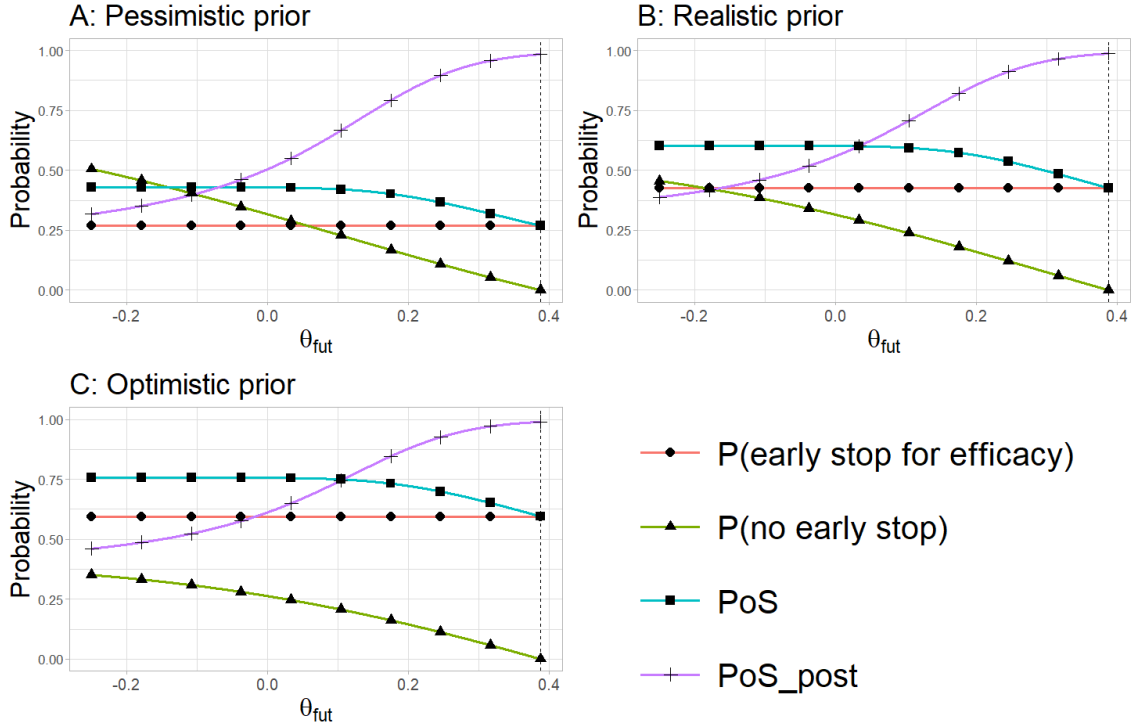 A: Pessimistic prior
Probability
1.00
0.75
0.50
0.25
0.00
-0.2
0.0
0.2
0.4
θfut
B: Realistic prior
Probability
1.00
0.75
0.50
0.25
0.00
-0.2
0.0
0.2
0.4
θfut
C: Optimistic prior
Probability
1.00
0.75
0.50
0.25
0.00
-0.2
0.0
0.2
0.4
θfut
P(early stop for efficacy)
P(no early stop)
PoS
PoS_post